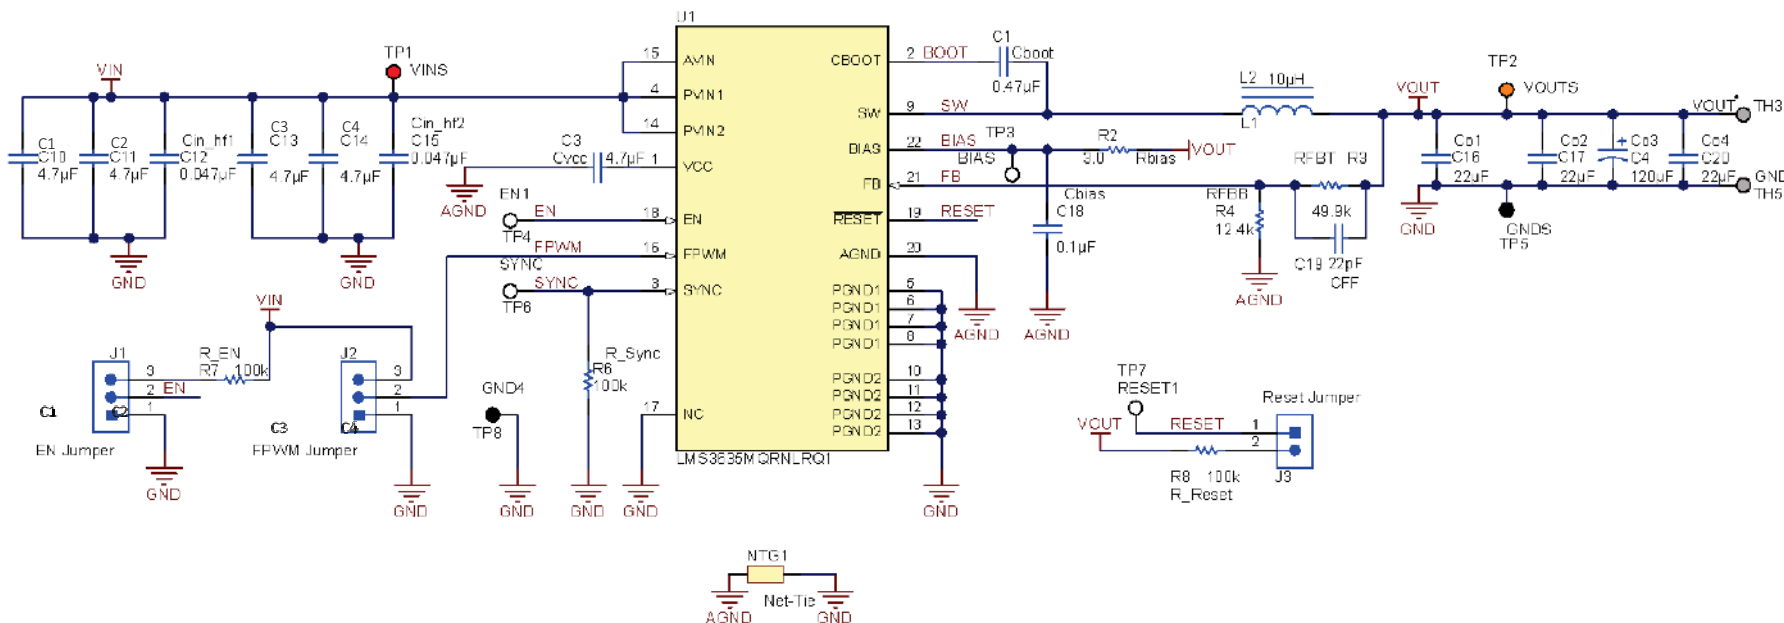 U1
LMS3635MQRNLRQ1
15 AVIN
4 PVIN1
14 PVIN2
1 VCC
18 EN
16 FPWM
3 SYNC
17 NC
CBOOT 2 BOOT
SW 9 SW
BIAS 22 BIAS
FB 21 FB
RESET 19 RESET
AGND 20
PGND1 5
PGND1 6
PGND1 7
PGND1 8
PGND2 10
PGND2 11
PGND2 12
PGND2 13
VIN
TP1
VINS
C1
C10
4.7µF
C2
C11
4.7µF
Cin_hf1
C12
0.047µF
C3
C13
4.7µF
C4
C14
4.7µF
Cin_hf2
C15
0.047µF
GND
GND
C3
Cvcc 4.7µF
AGND
EN1
EN
TP4
FPWM
SYNC
SYNC
TP6
VIN
J1
3
2
1
R_EN
R7 100k
EN
C1
C2
EN Jumper
GND
J2
3
2
1
C3
C4
FPWM Jumper
GND
GND4
TP8
GND
R_Sync
R6
100k
GND
GND
GND
C1
Cboot
0.47µF
L2 10µH
L1
TP3
BIAS
R2
3.0 Rbias
VOUT
Cbias
C18
0.1µF
AGND
AGND
RFBT R3
49.9k
RFBB
R4
12.4k
C19 22pF
CFF
AGND
VOUT
TP2
VOUTS
VOUT TH3
Co1
C16
22µF
Co2
C17
22µF
Co3
C4
120µF
Co4
C20
22µF
GND
TH5
GND
GNDS
TP5
TP7
RESET1
Reset Jumper
VOUT
RESET
1
2
R8 100k
R_Reset
J3
NTG1
Net-Tie
AGND
GND